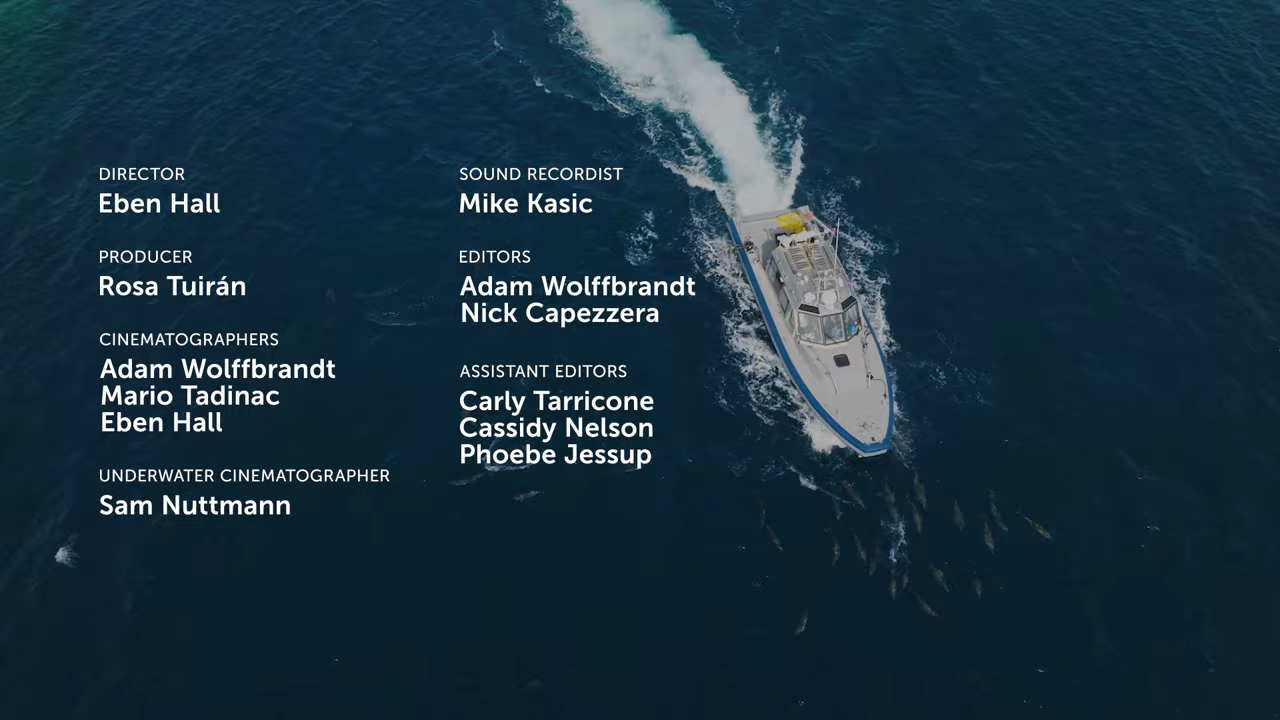 DIRECTOR
Eben Hall
PRODUCER
Rosa Tuirán
CINEMATOGRAPHERS
Adam Wolffbrandt
Mario Tadinac
Eben Hall
UNDERWATER CINEMATOGRAPHER
Sam Nuttmann
SOUND RECORDIST
Mike Kasic
EDITORS
Adam Wolffbrandt
Nick Capezzera
ASSISTANT EDITORS
Carly Tarricone
Cassidy Nelson
Phoebe Jessup